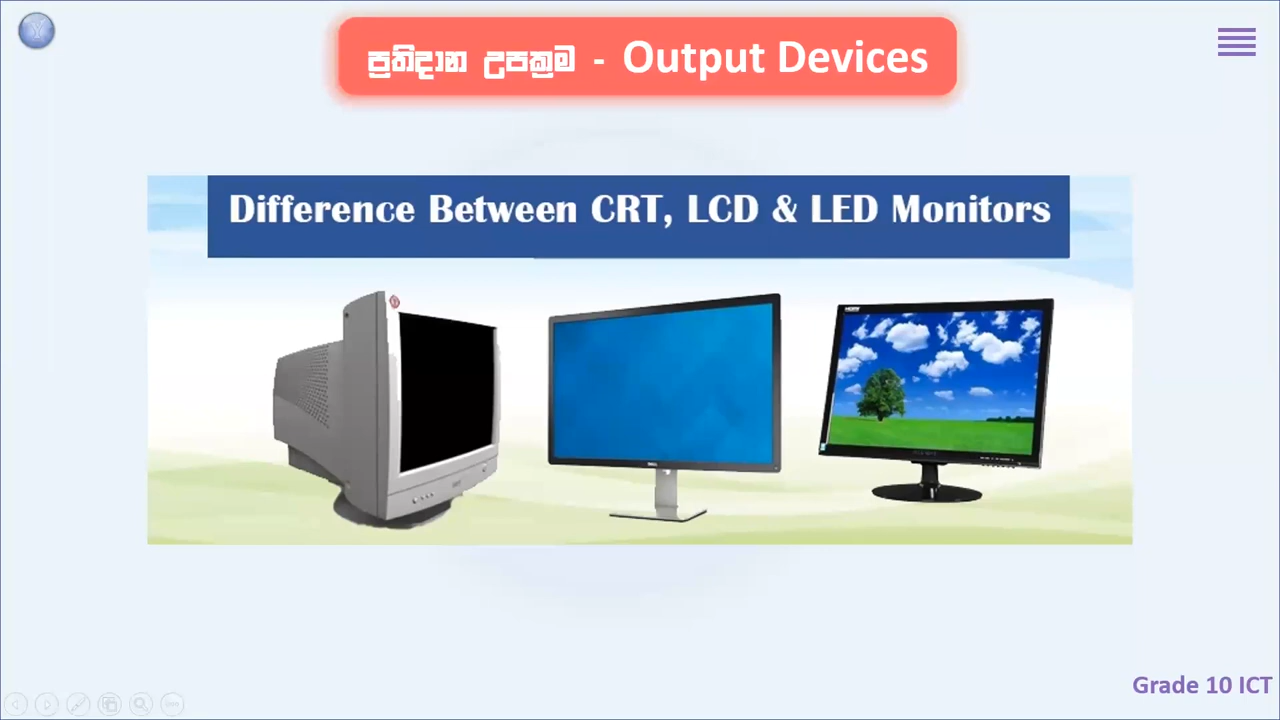 ප්‍රතිදාන උපක්‍රම - Output Devices
Difference Between CRT, LCD & LED Monitors
Grade 10 ICT